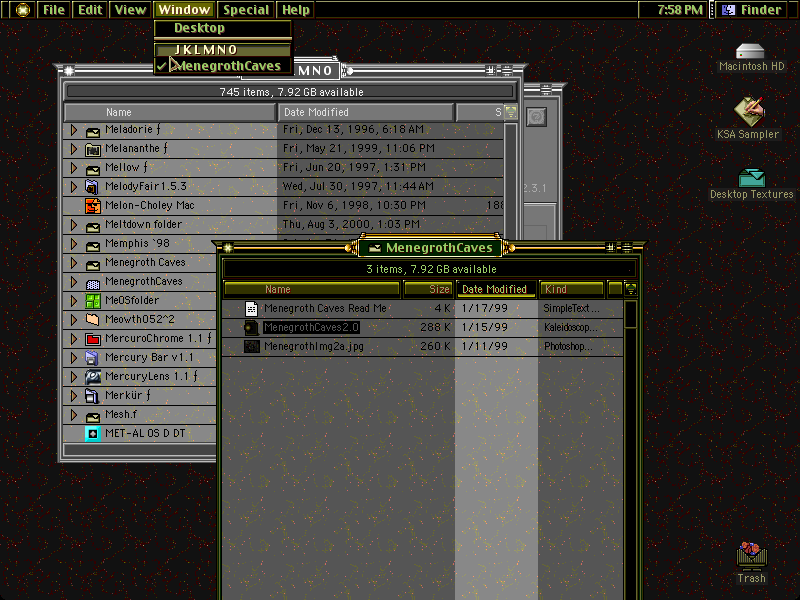 File Edit View Window Special Help 7:58 PM Finder
Desktop
J K L M N O
✓ MenegrothCaves
M N O
745 items, 7.92 GB available
Name Date Modified S
Meladorie ƒ Fri, Dec 13, 1996, 6:18 AM
Melananthe ƒ Fri, May 21, 1999, 11:06 PM
Mellow ƒ Fri, Jun 20, 1997, 1:31 PM
MelodyFair1.5.3 Wed, Jul 30, 1997, 11:44 AM
Melon-Choley Mac Fri, Nov 6, 1998, 10:30 PM 188
Meltdown folder Thu, Aug 3, 2000, 1:03 PM
Memphis `98
Menegroth Caves
MenegrothCaves
MeOSfolder
Meowth052^2
MercuroChrome 1.1 ƒ
Mercury Bar v1.1
MercuryLens 1.1 ƒ
Merkür ƒ
Mesh.f
MET-AL OS D DT
2.3.1
MenegrothCaves
3 items, 7.92 GB available
Name Size Date Modified Kind
Menegroth Caves Read Me 4 K 1/17/99 SimpleText ...
MenegrothCaves2.0 288 K 1/15/99 Kaleidoscop...
MenegrothImg2a.jpg 260 K 1/11/99 Photoshop...
Macintosh HD
KSA Sampler
Desktop Textures
Trash